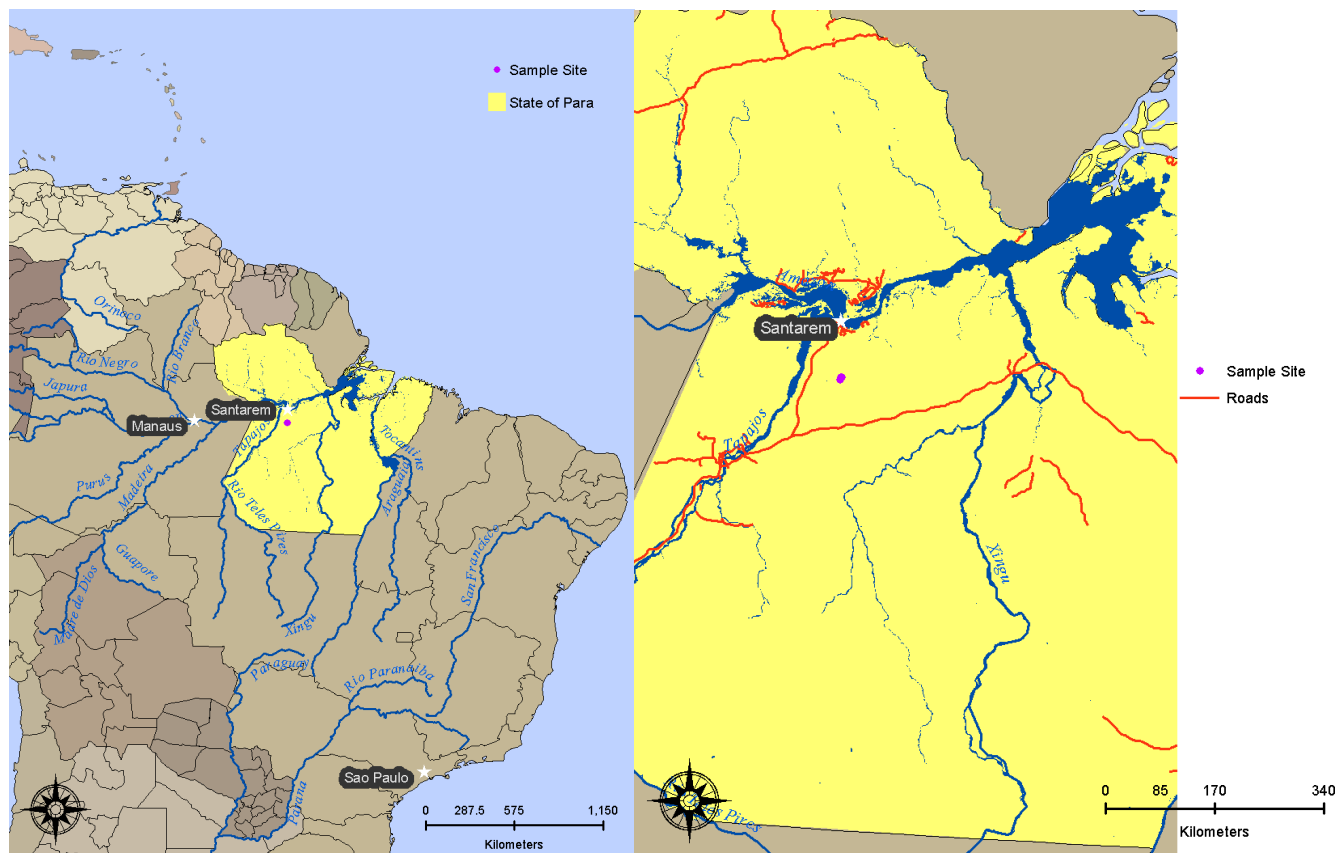 Sample Site
State of Para
Orinoco
Rio Branco
Rio Negro
Japura
Manaus
Santarem
Tapajos
Tocantins
Araguaia
Purus
Madeira
Rio Teles Pires
Guapore
Madre de Dios
Xingu
San Francisco
Paraguay
Rio Paranaiba
Sao Paulo
Parana
0 287.5 575 1,150
Kilometers
Santarem
Tapajos
Xingu
Pires
Sample Site
Roads
0 85 170 340
Kilometers